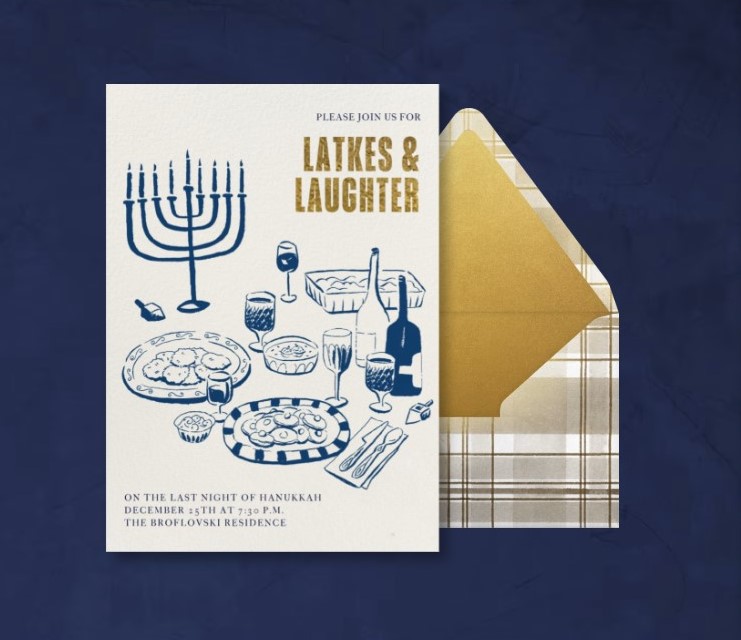 PLEASE JOIN US FOR
LATKES &
LAUGHTER
ON THE LAST NIGHT OF HANUKKAH
DECEMBER 25TH AT 7:30 P.M.
THE BROFLOVSKI RESIDENCE